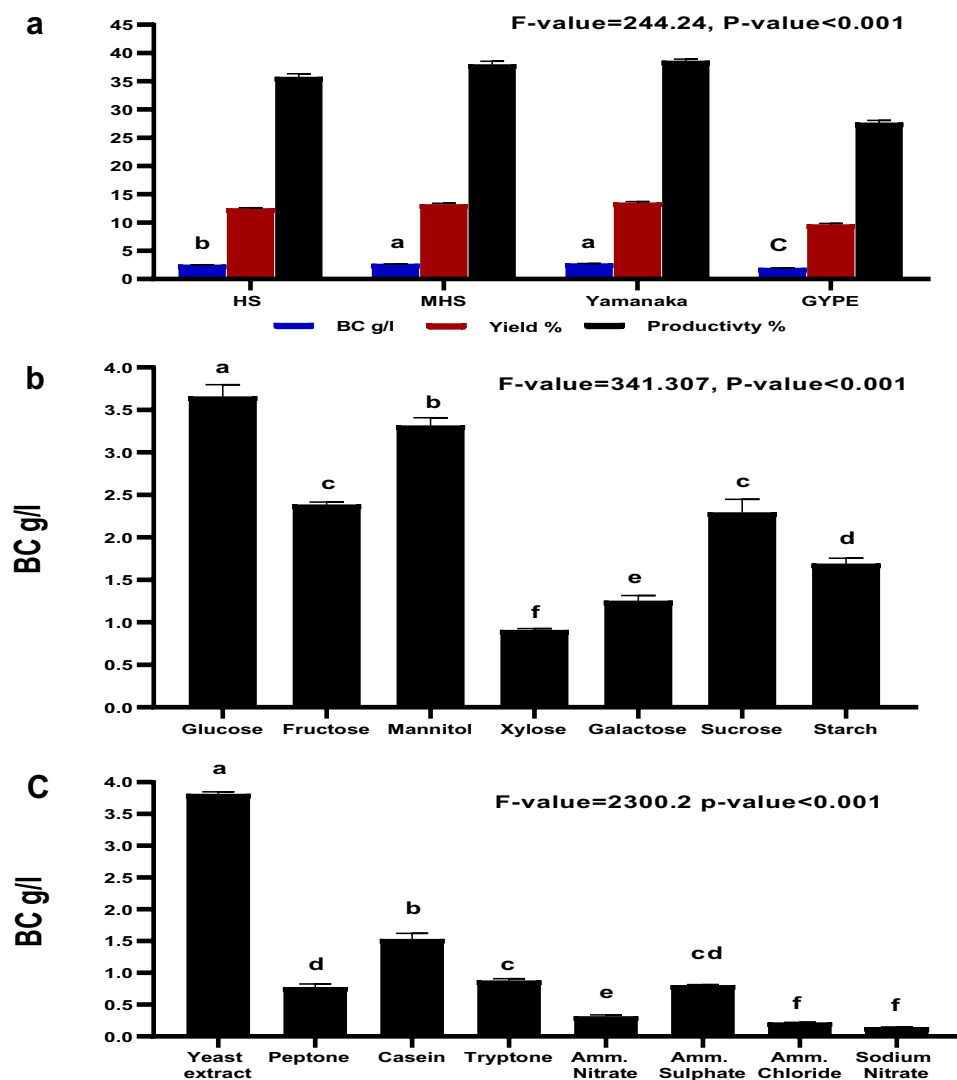 a
F-value=244.24, P-value<0.001
45
40
35
30
25
20
15
10
5
0
b
a
a
C
HS MHS Yamanaka GYPE
BC g/l Yield % Productivty %
b
F-value=341.307, P-value<0.001
BC g/l
4.0
3.5
3.0
2.5
2.0
1.5
1.0
0.5
0.0
a
c
b
f
e
c
d
Glucose Fructose Mannitol Xylose Galactose Sucrose Starch
C
F-value=2300.2 p-value<0.001
BC g/l
4.0
3.5
3.0
2.5
2.0
1.5
1.0
0.5
0.0
a
d
b
c
e
cd
f
f
Yeast extract
Peptone
Casein
Tryptone
Amm. Nitrate
Amm. Sulphate
Amm. Chloride
Sodium Nitrate